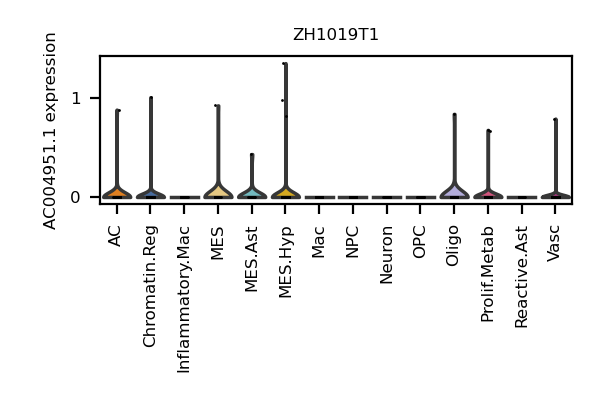 ZH1019T1
AC004951.1 expression
1
0
AC
Chromatin.Reg
Inflammatory.Mac
MES
MES.Ast
MES.Hyp
Mac
NPC
Neuron
OPC
Oligo
Prolif.Metab
Reactive.Ast
Vasc